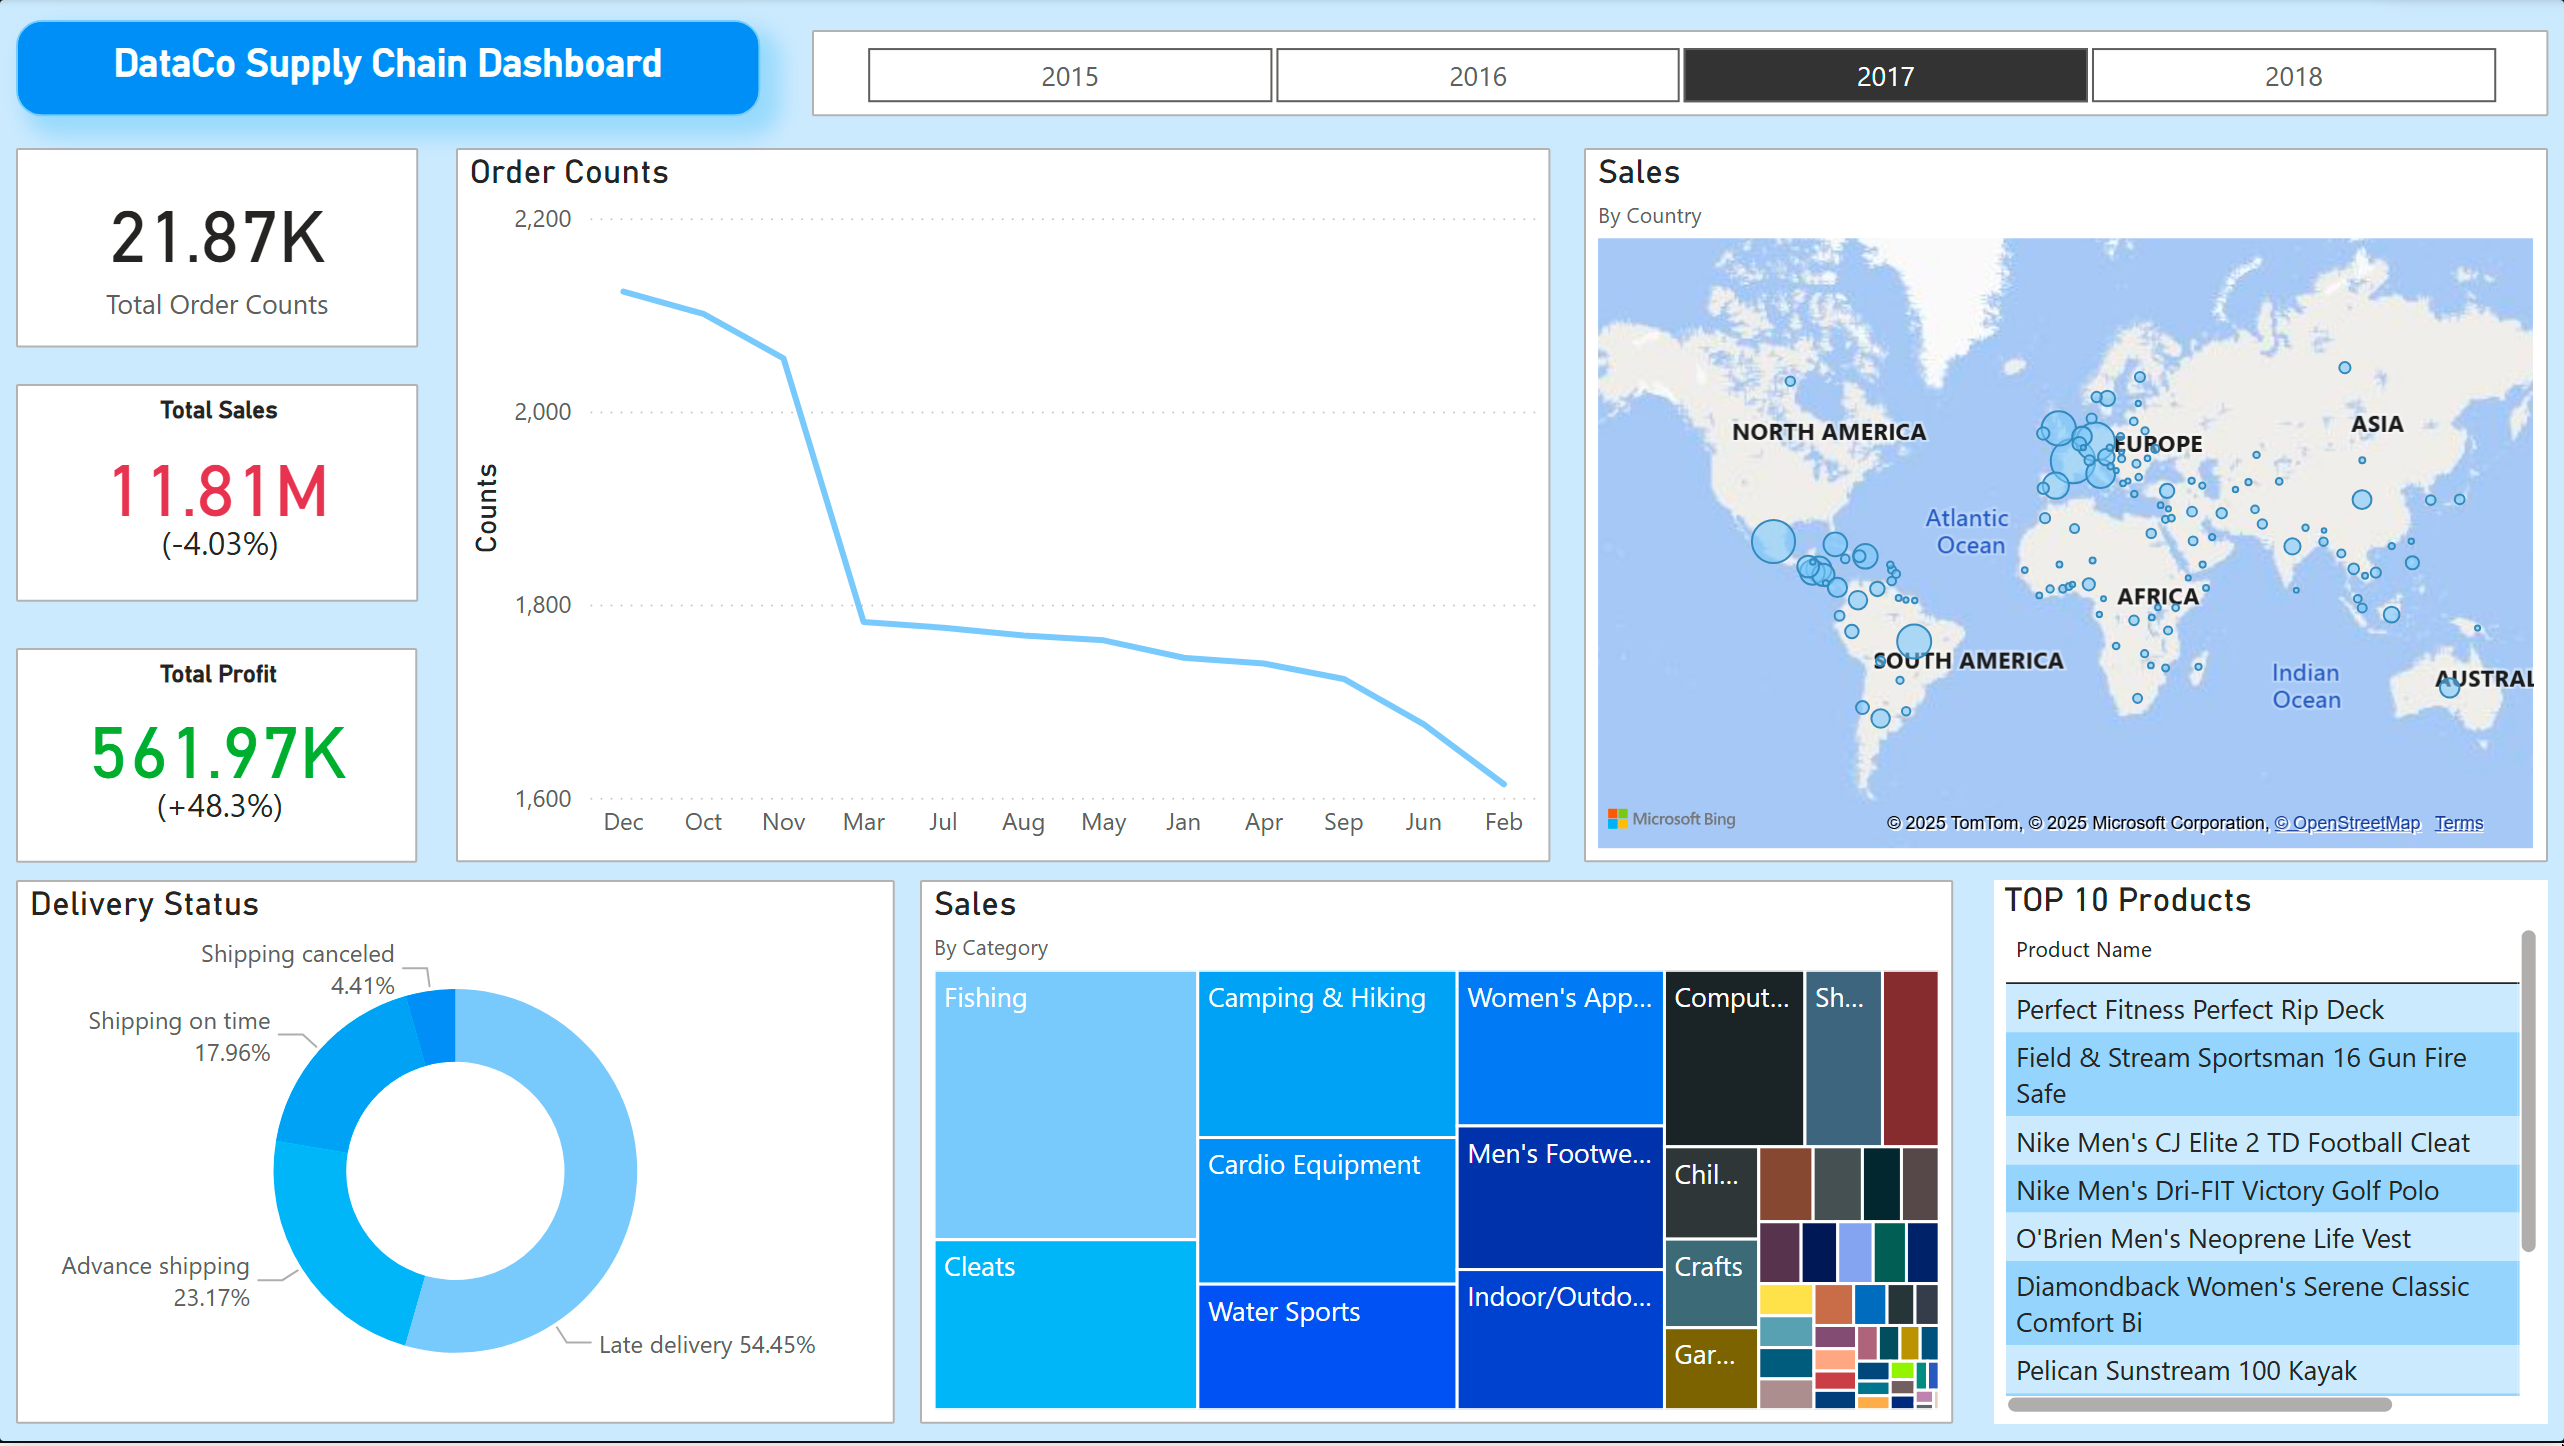 DataCo Supply Chain Dashboard
2015
2016
2017
2018
21.87K
Total Order Counts
Total Sales
11.81M
(-4.03%)
Total Profit
561.97K
(+48.3%)
Order Counts
Counts
2,200
2,000
1,800
1,600
Dec Oct Nov Mar Jul Aug May Jan Apr Sep Jun Feb
Sales
By Country
NORTH AMERICA
EUROPE
ASIA
Atlantic
Ocean
AFRICA
SOUTH AMERICA
Indian
Ocean
AUSTRAL
Microsoft Bing
© 2025 TomTom, © 2025 Microsoft Corporation, © OpenStreetMap Terms
Delivery Status
Shipping canceled
4.41%
Shipping on time
17.96%
Advance shipping
23.17%
Late delivery 54.45%
Sales
By Category
Fishing
Cleats
Camping & Hiking
Cardio Equipment
Water Sports
Women's App...
Men's Footwe...
Indoor/Outdo...
Comput...
Sh...
Chil...
Crafts
Gar...
TOP 10 Products
Product Name
Perfect Fitness Perfect Rip Deck
Field & Stream Sportsman 16 Gun Fire
Safe
Nike Men's CJ Elite 2 TD Football Cleat
Nike Men's Dri-FIT Victory Golf Polo
O'Brien Men's Neoprene Life Vest
Diamondback Women's Serene Classic
Comfort Bi
Pelican Sunstream 100 Kayak